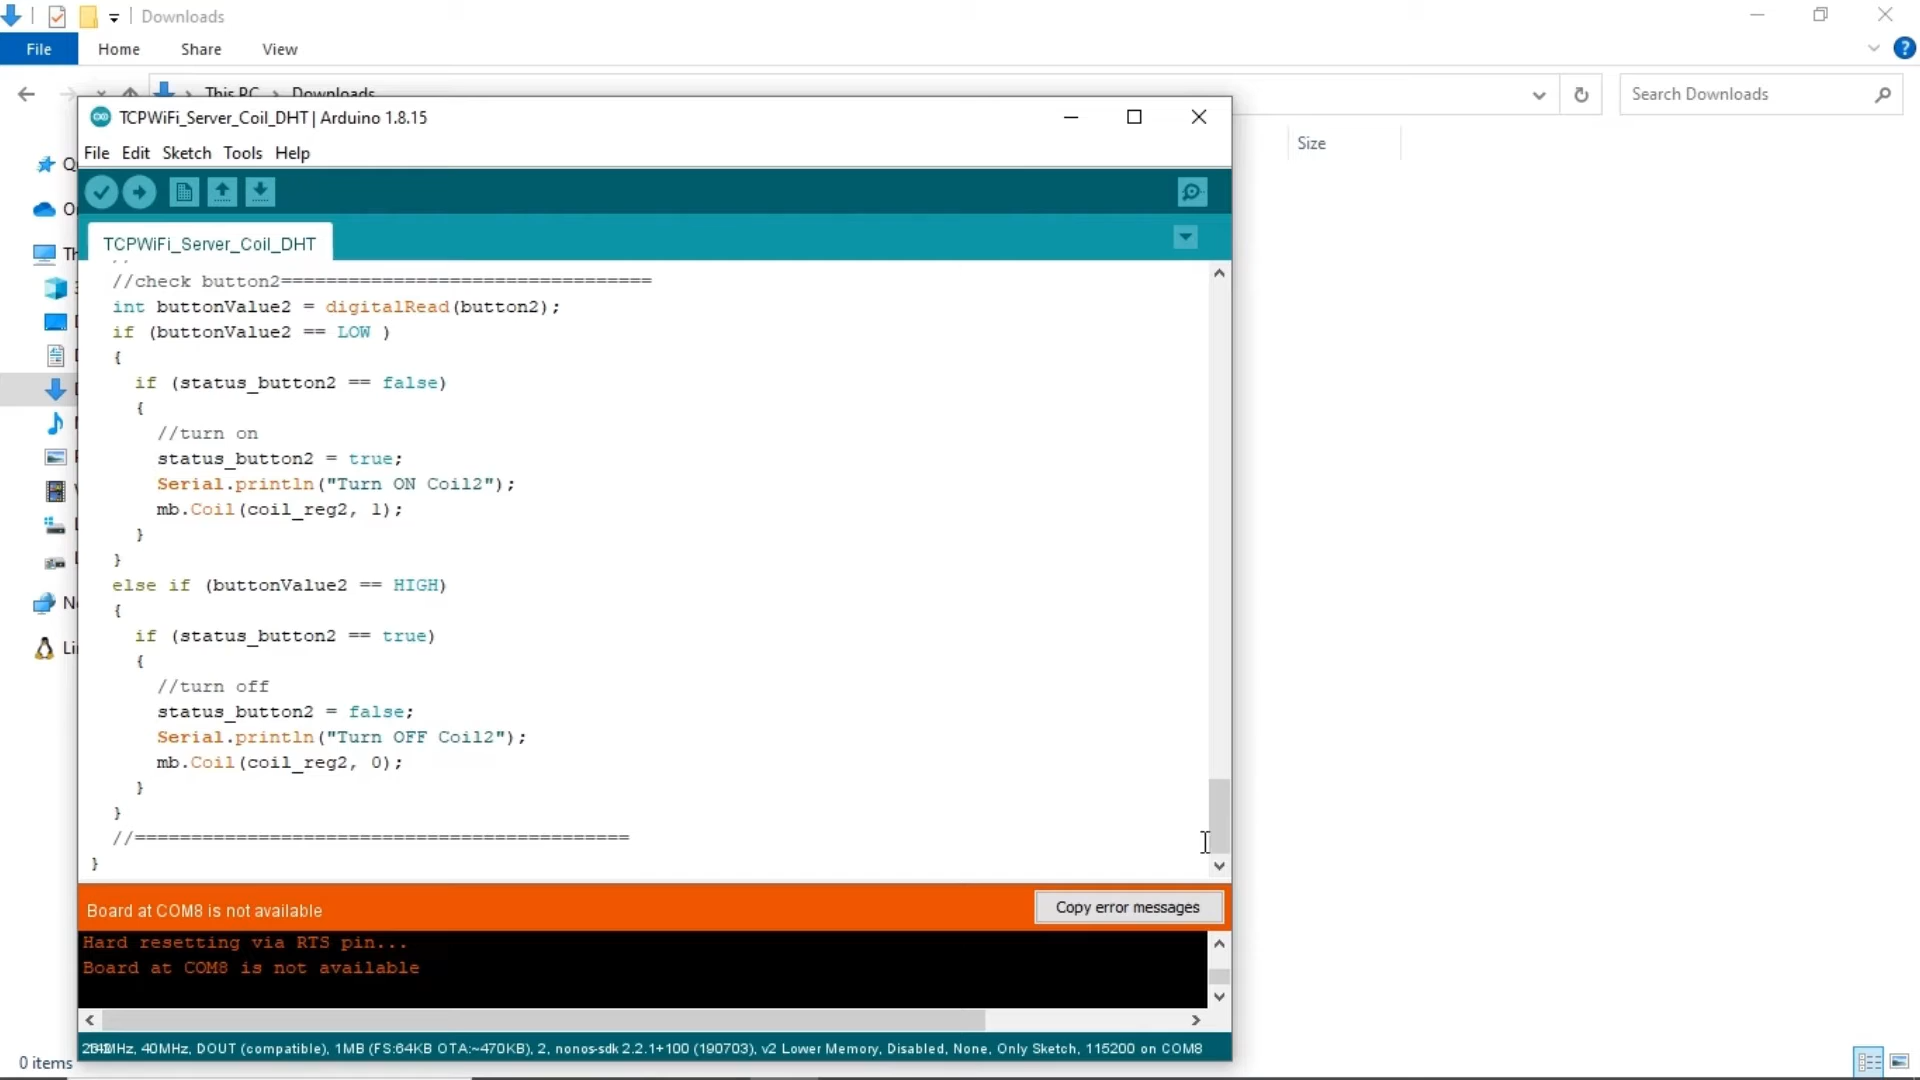 Downloads
File Home Share View
This PC > Downloads
Search Downloads
TCPWiFi_Server_Coil_DHT | Arduino 1.8.15
Size
File Edit Sketch Tools Help
TCPWiFi_Server_Coil_DHT
//check button2=================================
int buttonValue2 = digitalRead(button2);
if (buttonValue2 == LOW )
{
if (status_button2 == false)
{
//turn on
status_button2 = true;
Serial.println("Turn ON Coil2");
mb.Coil(coil_reg2, 1);
}
}
else if (buttonValue2 == HIGH)
{
if (status_button2 == true)
{
//turn off
status_button2 = false;
Serial.println("Turn OFF Coil2");
mb.Coil(coil_reg2, 0);
}
}
//============================================
}
Board at COM8 is not available
Copy error messages
Hard resetting via RTS pin...
Board at COM8 is not available
40MHz, DOUT (compatible), 1MB (FS:64KB OTA:~470KB), 2, nonos-sdk 2.2.1+100 (190703), v2 Lower Memory, Disabled, None, Only Sketch, 115200 on COM8
0 items